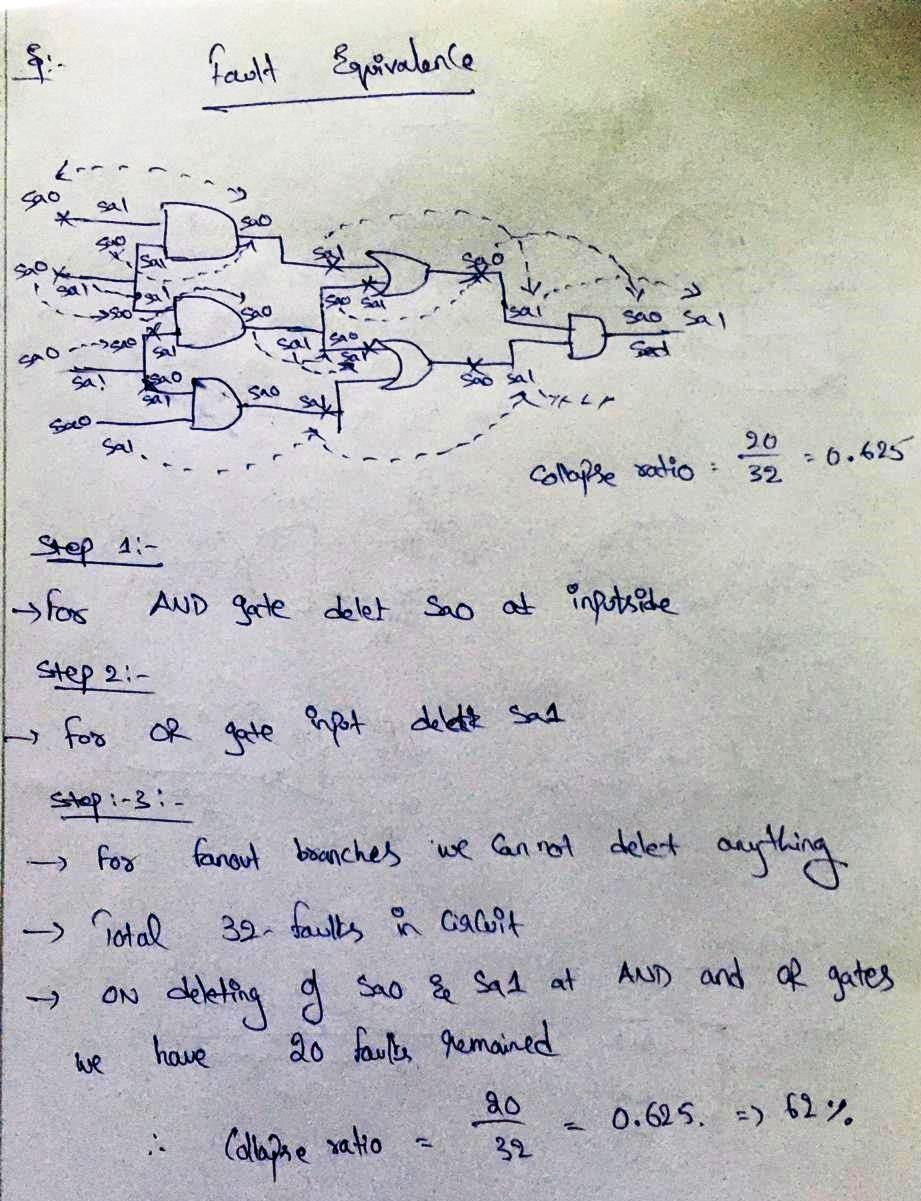 Q:- Fault Equivalence
sa0 sa1 sa0
sa0 sa1 sa1 sa0
sa0 sa1 sa1 sa0 sa1
sa0 sa0 sa0 sa1 sa1 sa0 sa1
sa0 sa0 sa1 sa1 sa0 sa1
sa1 sa0 sa1 sa0 sa1 sa0 sa1
sa0
sa1
Collapse ratio = 20/32 = 0.625
Step 1:-
→ for AND gate delet sa0 at inputside
Step 2:-
→ for OR gate input delete sa1
Step:-3:-
→ For fanout branches we Can not delet anything
→ Total 32 faults in Circuit
→ ON deleting of sa0 & sa1 at AND and OR gates
we have 20 faults remained
∴ Collapse ratio = 20/32 = 0.625. => 62%.